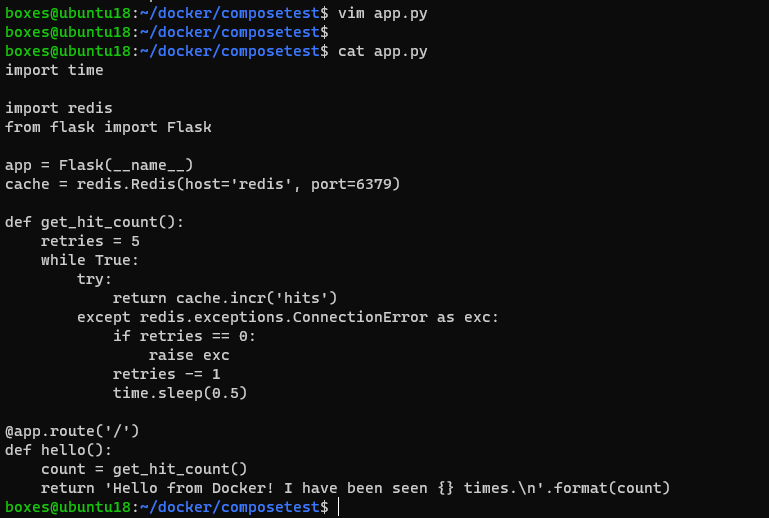 boxes@ubuntu18:~/docker/composetest$ vim app.py
boxes@ubuntu18:~/docker/composetest$
boxes@ubuntu18:~/docker/composetest$ cat app.py
import time

import redis
from flask import Flask

app = Flask(__name__)
cache = redis.Redis(host='redis', port=6379)

def get_hit_count():
    retries = 5
    while True:
        try:
            return cache.incr('hits')
        except redis.exceptions.ConnectionError as exc:
            if retries == 0:
                raise exc
            retries -= 1
            time.sleep(0.5)

@app.route('/')
def hello():
    count = get_hit_count()
    return 'Hello from Docker! I have been seen {} times.\n'.format(count)
boxes@ubuntu18:~/docker/composetest$